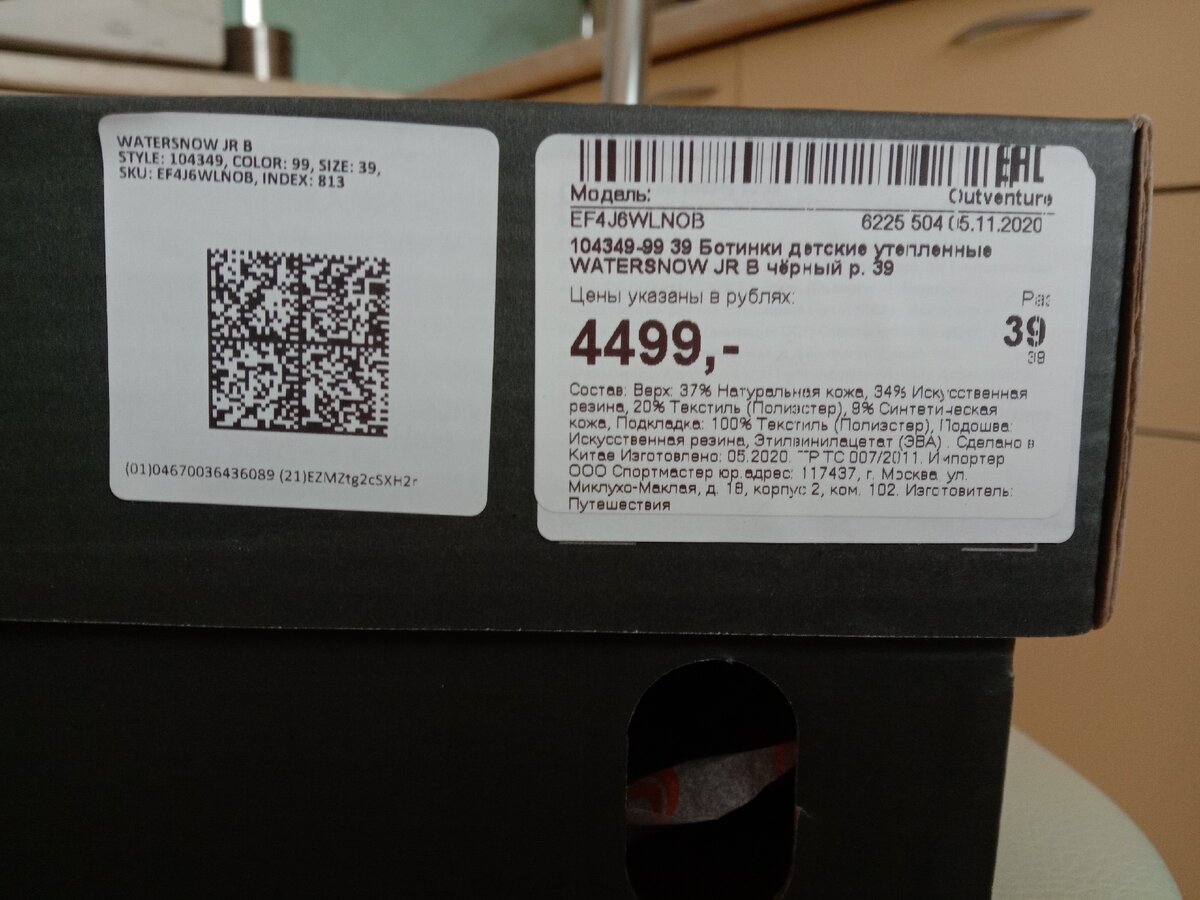 WATERSNOW JR B
STYLE: 104349, COLOR: 99, SIZE: 39,
SKU: EF4J6WLNOB, INDEX: 813
(01)04670036436089 (21)EZMZtg2cSXH2r
EAC
Модель: Outventure
EF4J6WLNOB 6225 504 05.11.2020
104349-99 39 Ботинки детские утепленные
WATERSNOW JR B чёрный р. 39
Цены указаны в рублях: Раз
4499,- 39
38
Состав: Верх: 37% Натуральная кожа, 34% Искусственная
резина, 20% Текстиль (Полиэстер), 9% Синтетическая
кожа, Подкладка: 100% Текстиль (Полиэстер), Подошва:
Искусственная резина, Этилвинилацетат (ЭВА) . Сделано в
Китае Изготовлено: 05.2020. ТР ТС 007/2011. Импортер
ООО Спортмастер юр.адрес: 117437, г. Москва, ул.
Миклухо-Маклая, д. 18, корпус 2, ком. 102. Изготовитель:
Путешествия